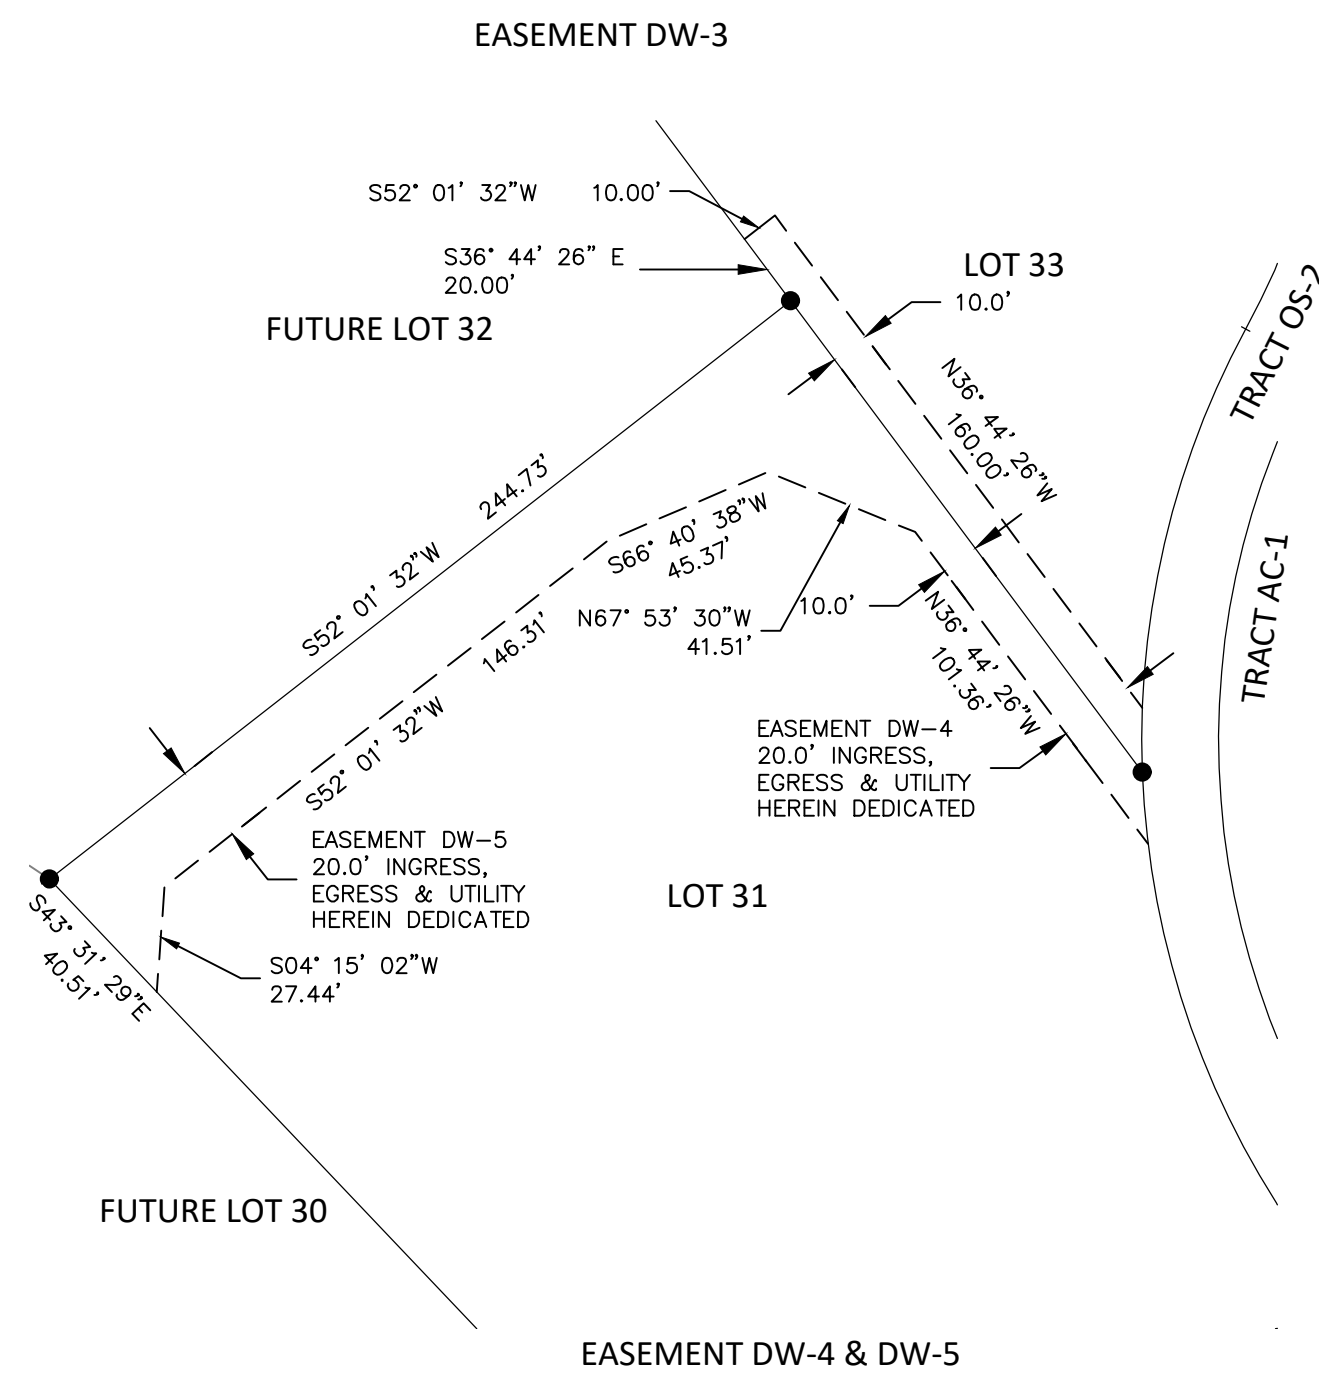 EASEMENT DW-3
S52° 01' 32"W 10.00'
S36° 44' 26" E
20.00'
LOT 33
10.0'
FUTURE LOT 32
TRACT OS-2
N36° 44' 26"W
160.00'
244.73'
S52° 01' 32"W
S66° 40' 38"W
45.37'
TRACT AC-1
N67° 53' 30"W
41.51'
10.0'
N36° 44' 26"W
101.36'
146.31'
S52° 01' 32"W
EASEMENT DW-4
20.0' INGRESS,
EGRESS & UTILITY
HEREIN DEDICATED
EASEMENT DW-5
20.0' INGRESS,
EGRESS & UTILITY
HEREIN DEDICATED
LOT 31
S43° 31' 29"E
40.51'
S04° 15' 02"W
27.44'
FUTURE LOT 30
EASEMENT DW-4 & DW-5